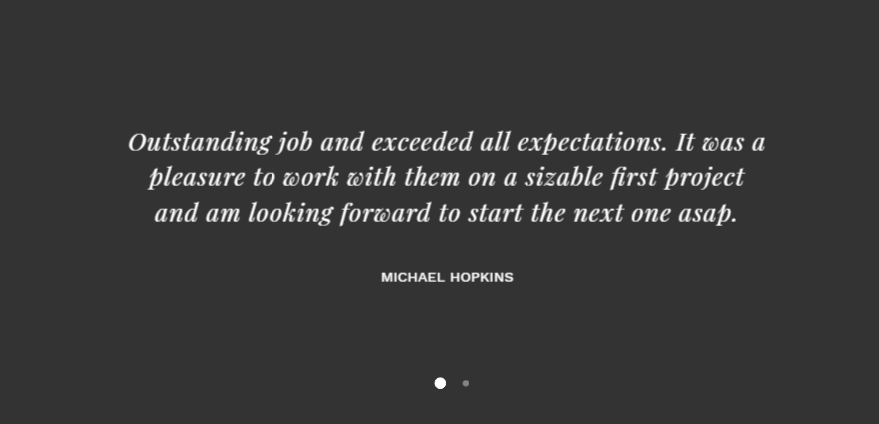 Outstanding job and exceeded all expectations. It was a
pleasure to work with them on a sizable first project
and am looking forward to start the next one asap.
MICHAEL HOPKINS